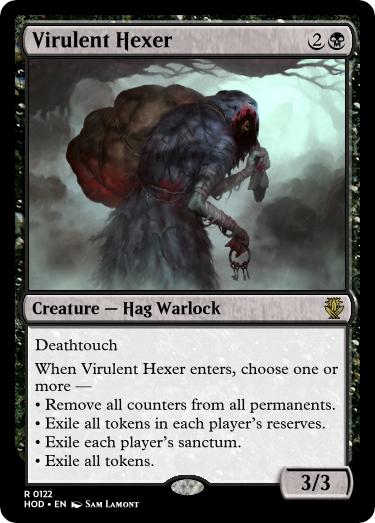 Virulent Hexer 2
Creature — Hag Warlock
Deathtouch
When Virulent Hexer enters, choose one or
more —
• Remove all counters from all permanents.
• Exile all tokens in each player's reserves.
• Exile each player's sanctum.
• Exile all tokens.
3/3
R 0122
HOD • EN Sam Lamont